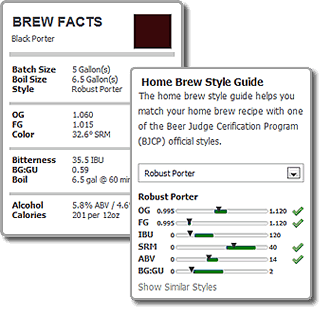 BREW FACTS
Black Porter
Batch Size 5 Gallon(s)
Boil Size 6.5 Gallon(s)
Style Robust Porter
OG 1.060
FG 1.015
Color 32.6° SRM
Bitterness 35.5 IBU
BG:GU 0.59
Boil 6.5 gal @ 60 min
Alcohol 5.8% ABV / 4.6
Calories 201 per 12oz
Home Brew Style Guide
The home brew style guide helps you
match your home brew recipe with one
of the Beer Judge Cerification Program
(BJCP) official styles.
Robust Porter
Robust Porter
OG 0.995 1.120
FG 0.995 1.120
IBU 0 120
SRM 0 40
ABV 0 14
BG:GU 0 2
Show Similar Styles